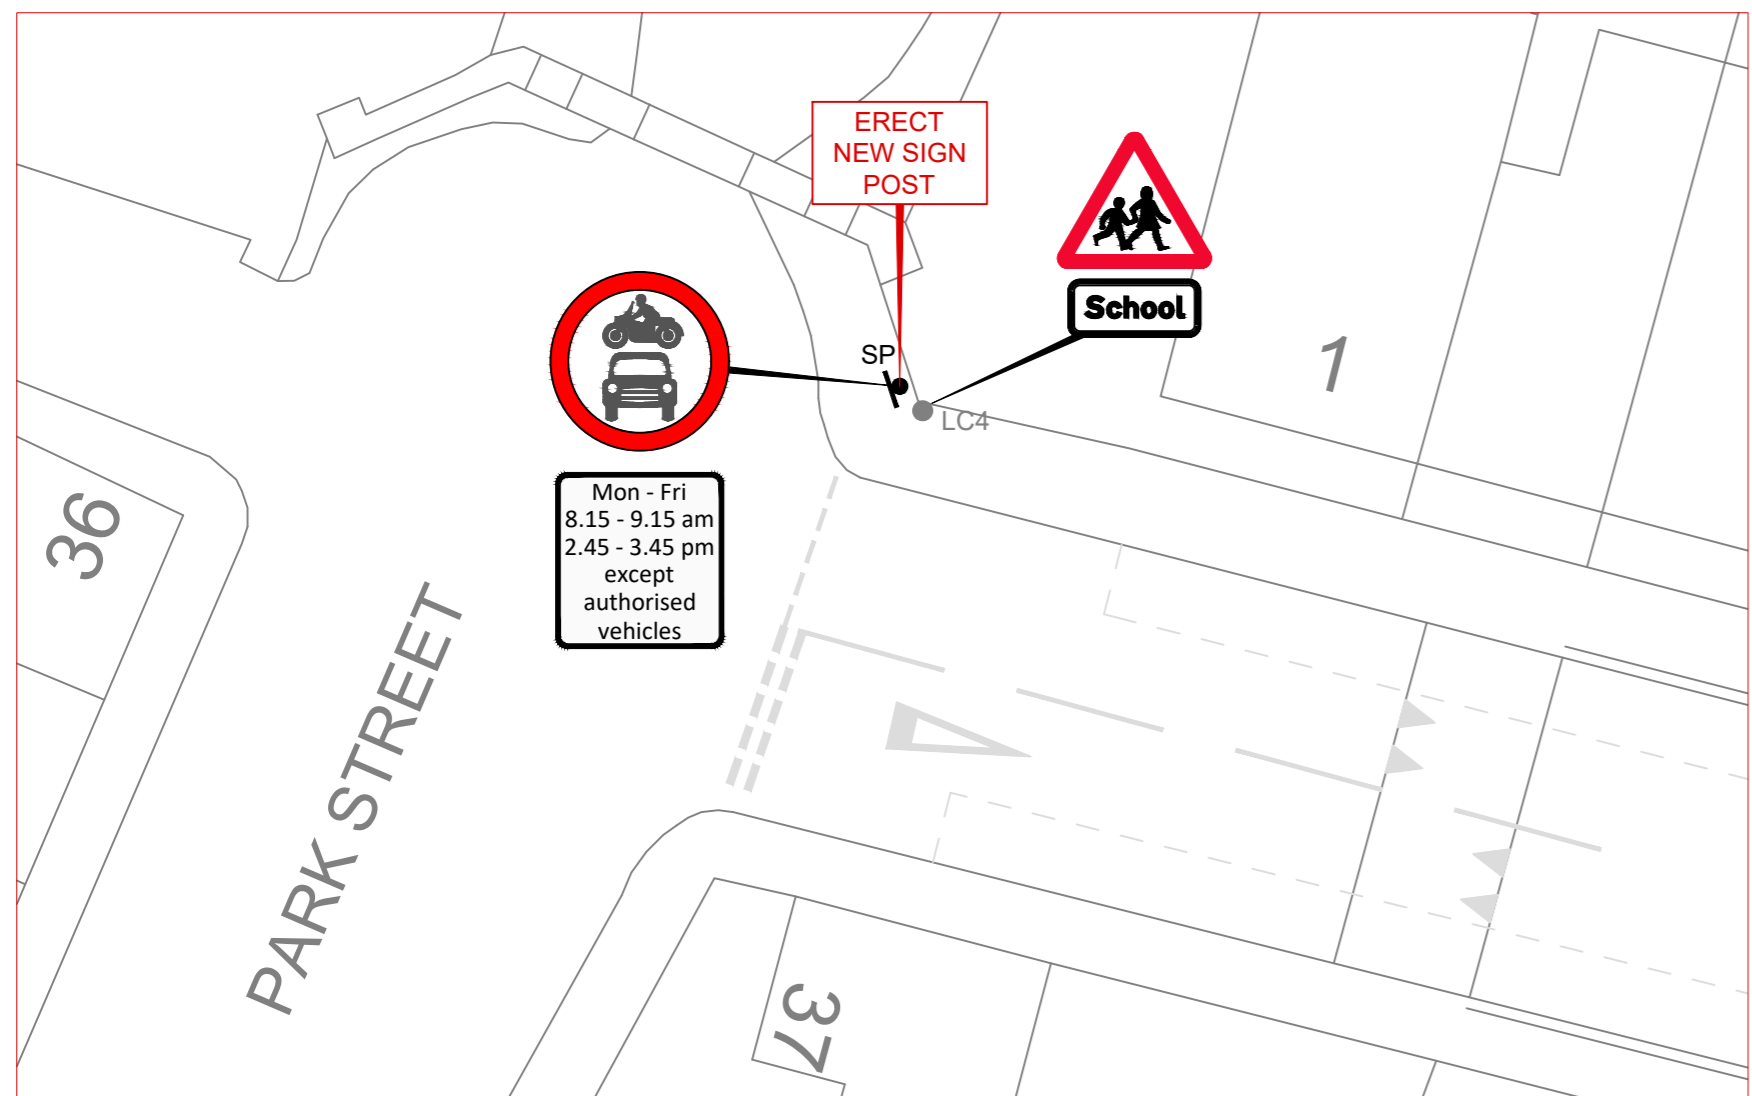 ERECT
NEW SIGN
POST
School
SP
LC4
1
Mon - Fri
8.15 - 9.15 am
2.45 - 3.45 pm
except
authorised
vehicles
36
PARK STREET
37